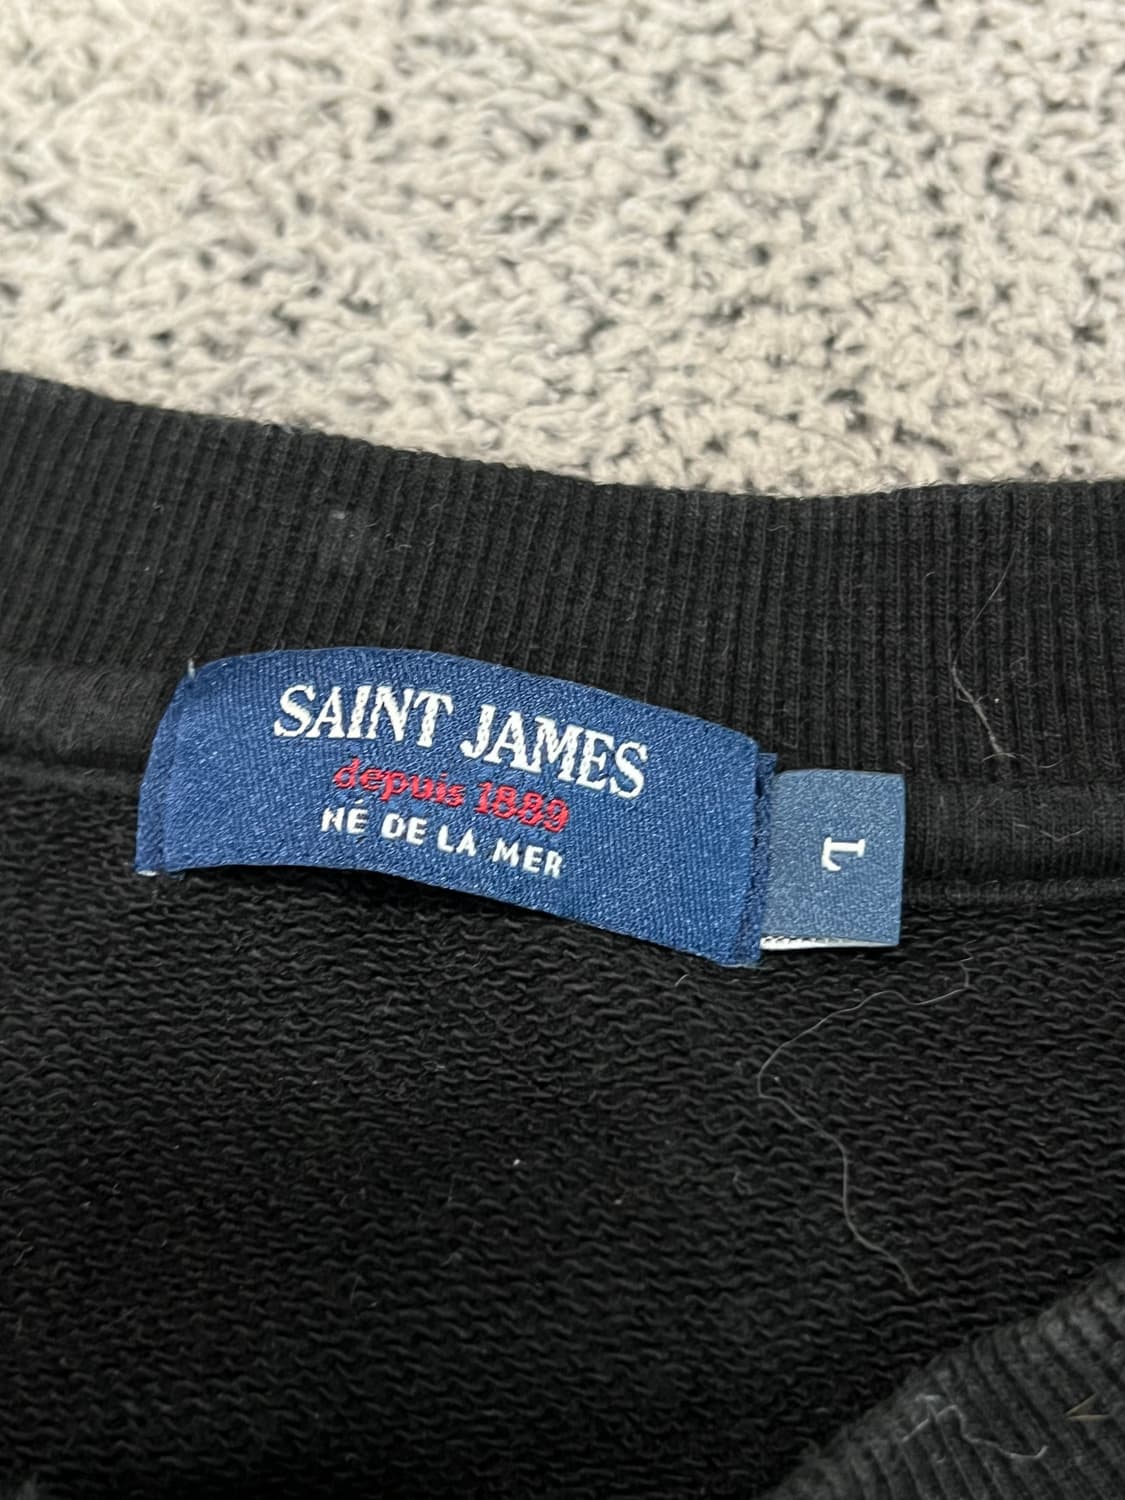 SAINT JAMES
depuis 1889
NÉ DE LA MER
L